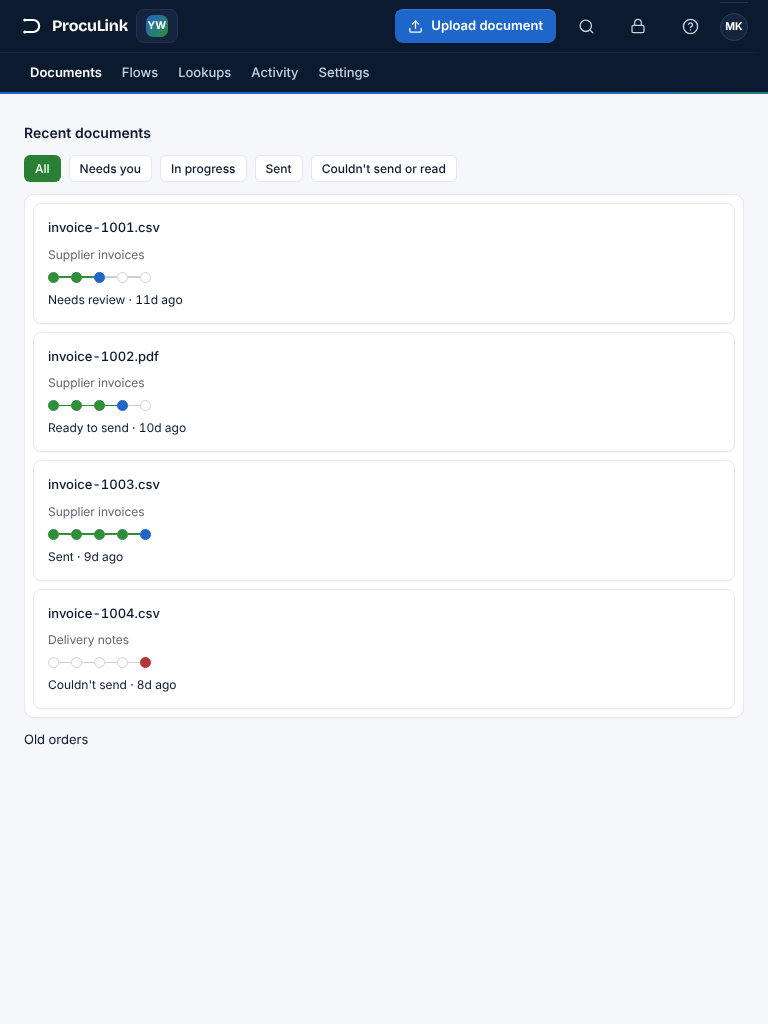 ProcuLink
YW
Upload document
MK
Documents
Flows
Lookups
Activity
Settings
Recent documents
All
Needs you
In progress
Sent
Couldn't send or read
invoice-1001.csv
Supplier invoices
Needs review · 11d ago
invoice-1002.pdf
Supplier invoices
Ready to send · 10d ago
invoice-1003.csv
Supplier invoices
Sent · 9d ago
invoice-1004.csv
Delivery notes
Couldn't send · 8d ago
Old orders